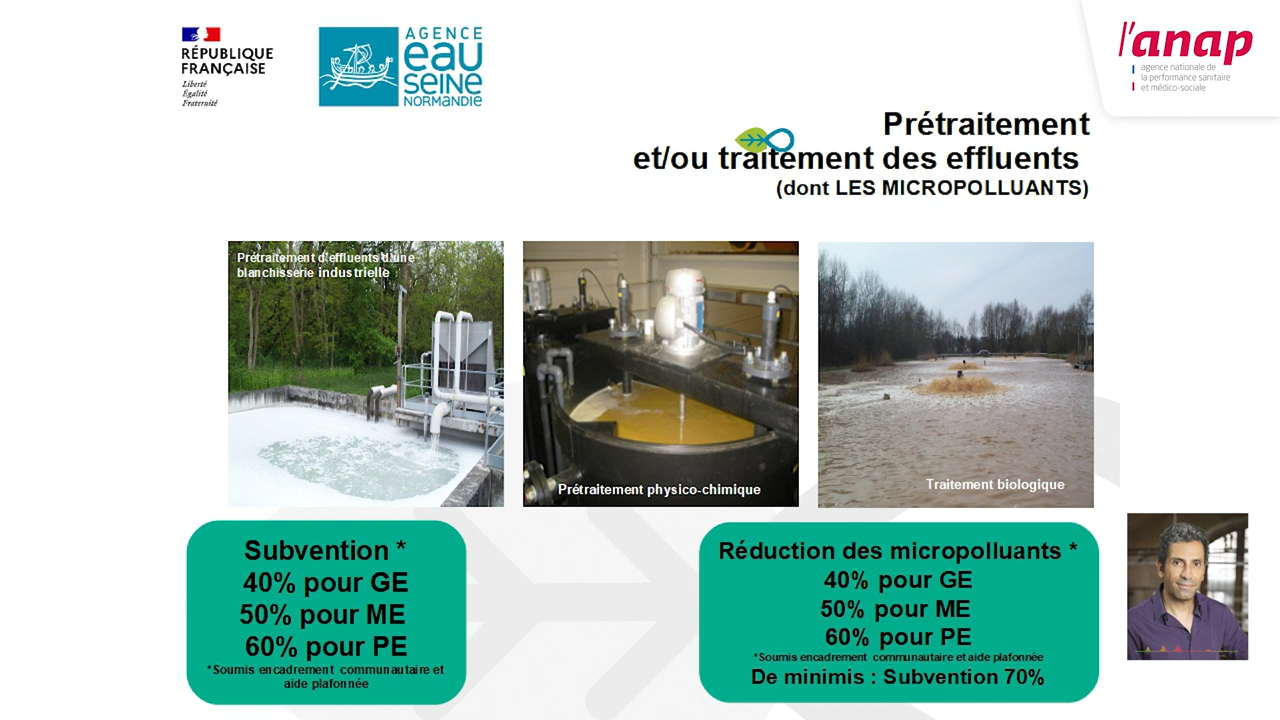 RÉPUBLIQUE
FRANÇAISE
Liberté
Égalité
Fraternité
AGENCE
eau
SEINE
NORMANDIE
l'anap
agence nationale de
la performance sanitaire
et médico-sociale
Prétraitement
et/ou traitement des effluents
(dont LES MICROPOLLUANTS)
Prétraitement d'effluents d'une
blanchisserie industrielle
Prétraitement physico-chimique
Traitement biologique
Subvention *
40% pour GE
50% pour ME
60% pour PE
*Soumis encadrement communautaire et
aide plafonnée
Réduction des micropolluants *
40% pour GE
50% pour ME
60% pour PE
*Soumis encadrement communautaire et aide plafonnée
De minimis : Subvention 70%